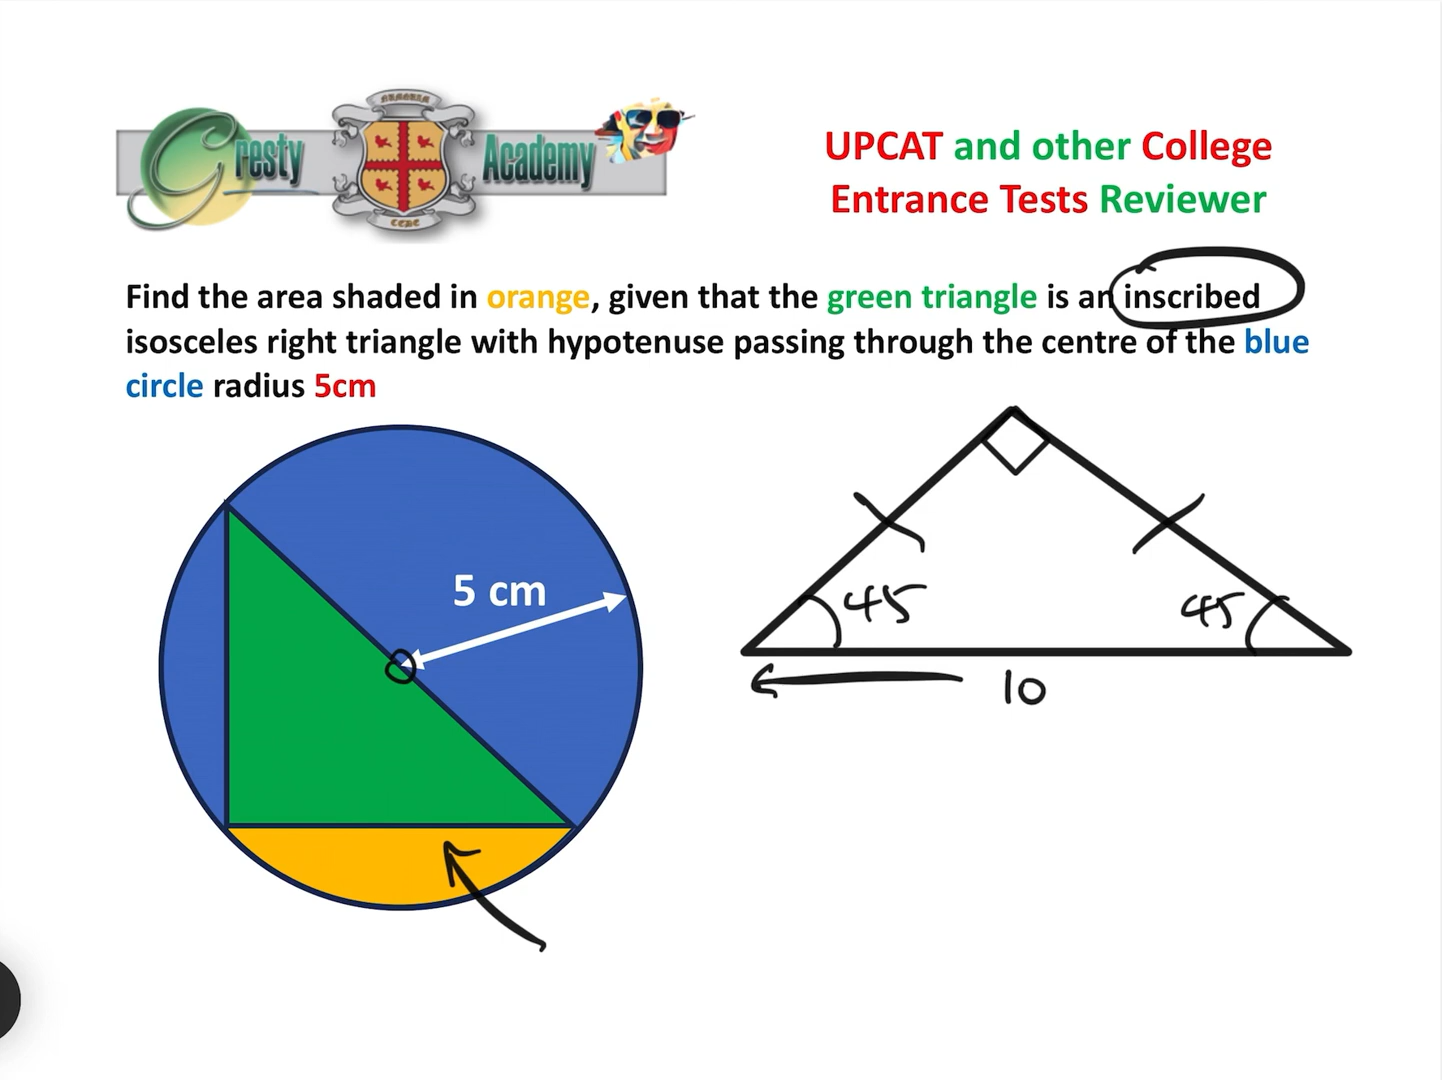 Gresty Academy
UPCAT and other College
Entrance Tests Reviewer
Find the area shaded in orange, given that the green triangle is an inscribed
isosceles right triangle with hypotenuse passing through the centre of the blue
circle radius 5cm
5 cm
45
45
10